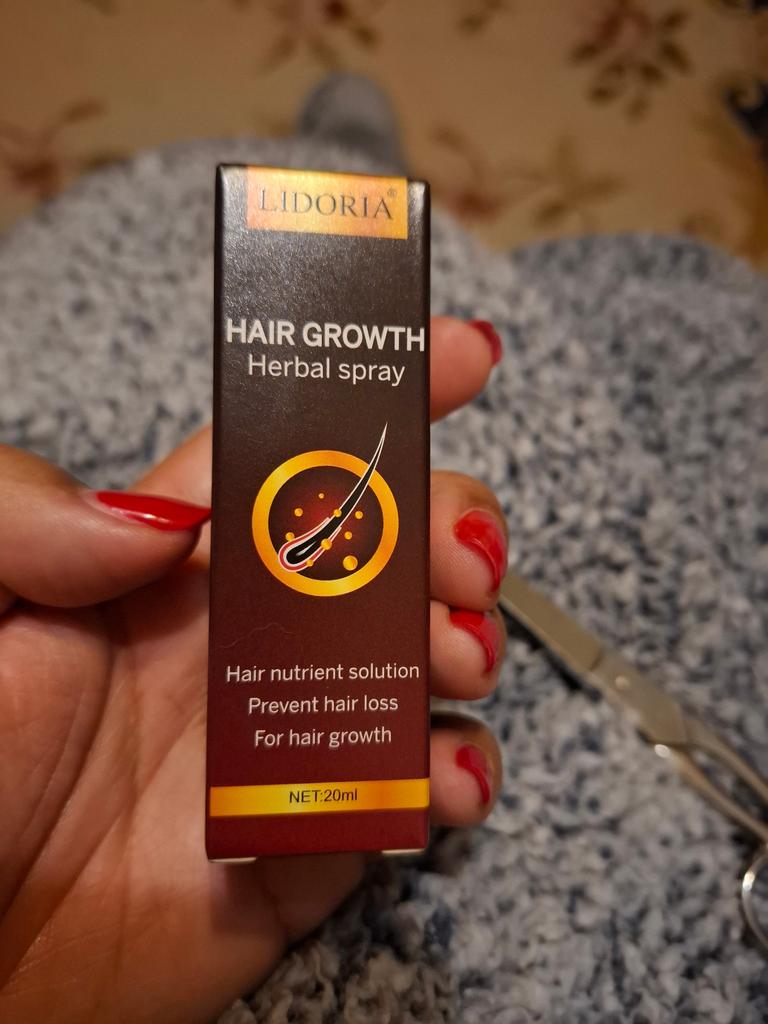 LIDORIA®
HAIR GROWTH
Herbal spray
Hair nutrient solution
Prevent hair loss
For hair growth
NET:20ml